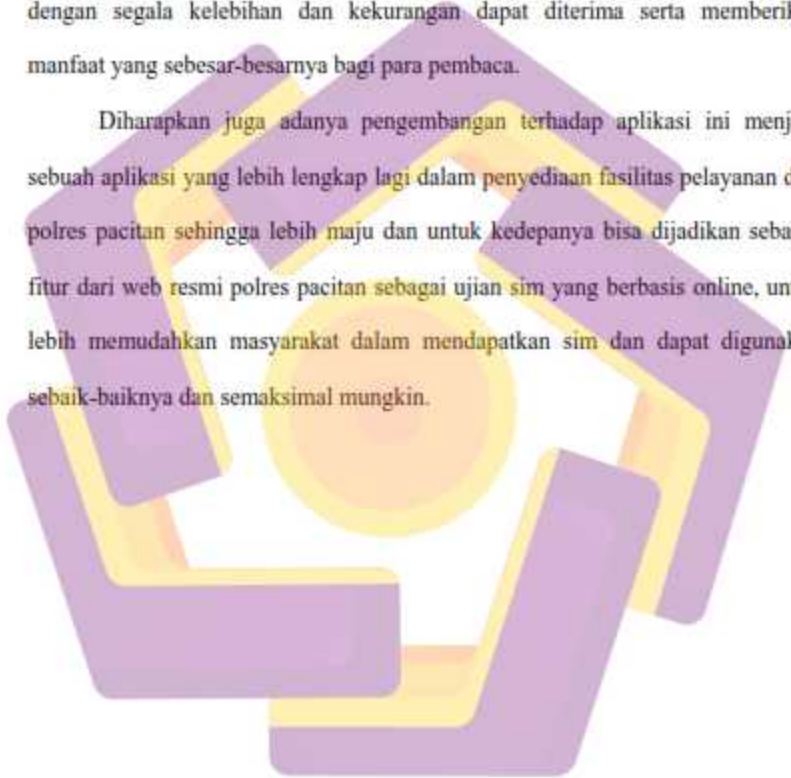 dengan segala kelebihan dan kekurangan dapat diterima serta memberik
manfaat yang sebesar-besarnya bagi para pembaca.
Diharapkan juga adanya pengembangan terhadap aplikasi ini menj
sebuah aplikasi yang lebih lengkap lagi dalam penyediaan fasilitas pelayanan d
polres pacitan sehingga lebih maju dan untuk kedepanya bisa dijadikan seba
fitur dari web resmi polres pacitan sebagai ujian sim yang berbasis online, unt
lebih memudahkan masyarakat dalam mendapatkan sim dan dapat digunak
sebaik-baiknya dan semaksimal mungkin.